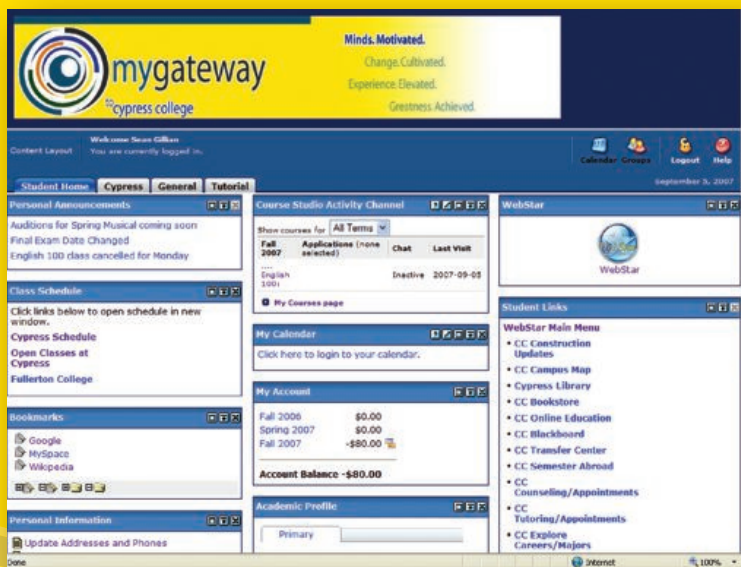 mygateway
to cypress college
Minds. Motivated.
Change. Cultivated.
Experience. Elevated.
Greatness. Achieved.
Content Layout
Welcome Sean Gillan
You are currently logged in.
Calendar Groups Logout Help
Student Home Cypress General Tutorial
September 5, 2007
Personal Announcements
Auditions for Spring Musical coming soon
Final Exam Date Changed
English 100 class cancelled for Monday
Class Schedule
Click links below to open schedule in new
window.
Cypress Schedule
Open Classes at
Cypress
Fullerton College
Bookmarks
Google
MySpace
Wikipedia
Personal Information
Update Addresses and Phones
Course Studio Activity Channel
Show courses for All Terms
Fall 2007 Applications (none selected) Chat Last Visit
....
English 100: Inactive 2007-09-05
My Courses page
My Calendar
Click here to login to your calendar.
My Account
Fall 2006 $0.00
Spring 2007 $0.00
Fall 2007 -$80.00
Account Balance -$80.00
Academic Profile
Primary
WebStar
WebStar
Student Links
WebStar Main Menu
• CC Construction
Updates
• CC Campus Map
• Cypress Library
• CC Bookstore
• CC Online Education
• CC Blackboard
• CC Transfer Center
• CC Semester Abroad
• CC
Counseling/Appointments
• CC
Tutoring/Appointments
• CC Explore
Careers/Majors
Done
Internet
100%